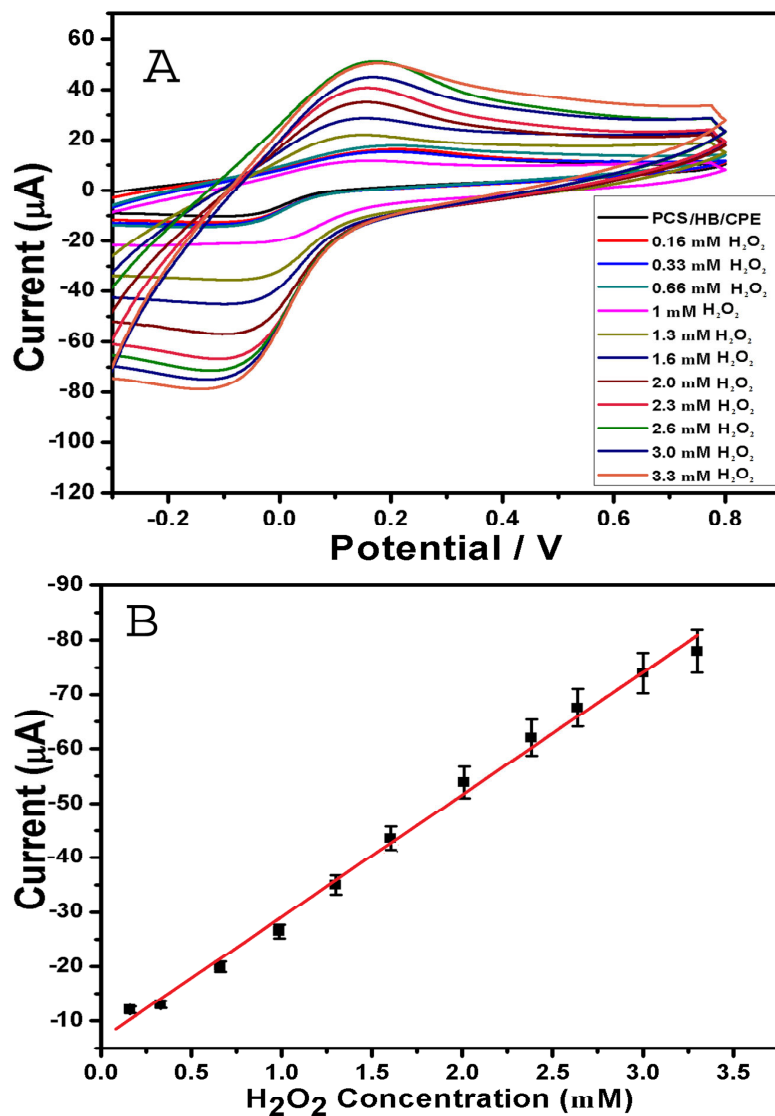 A
60
40
20
0
-20
-40
-60
-80
-100
-120
Current (µA)
-0.2 0.0 0.2 0.4 0.6 0.8
Potential / V
PCS/HB/CPE
0.16 mM H₂O₂
0.33 mM H₂O₂
0.66 mM H₂O₂
1 mM H₂O₂
1.3 mM H₂O₂
1.6 mM H₂O₂
2.0 mM H₂O₂
2.3 mM H₂O₂
2.6 mM H₂O₂
3.0 mM H₂O₂
3.3 mM H₂O₂
B
-90
-80
-70
-60
-50
-40
-30
-20
-10
Current (µA)
0.0 0.5 1.0 1.5 2.0 2.5 3.0 3.5
H₂O₂ Concentration (mM)